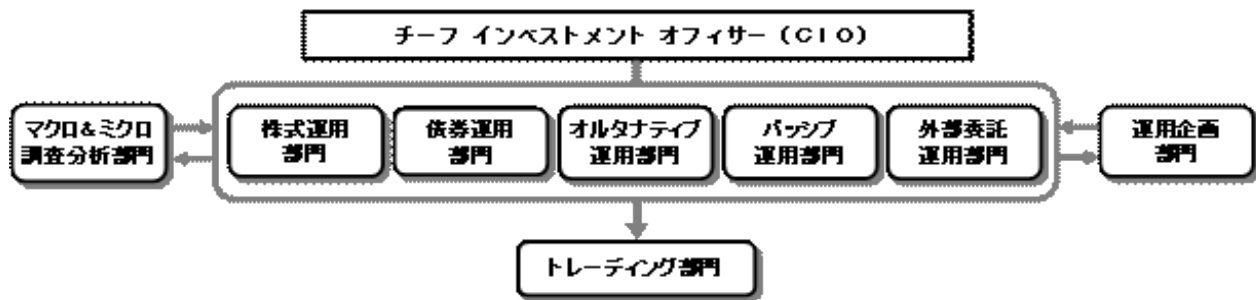 チーフ インベストメント オフィサー（CIO）
マクロ&ミクロ
調査分析部門
株式運用
部門
債券運用
部門
オルタナティブ
運用部門
パッシブ
運用部門
外部委託
運用部門
運用企画
部門
トレーディング部門